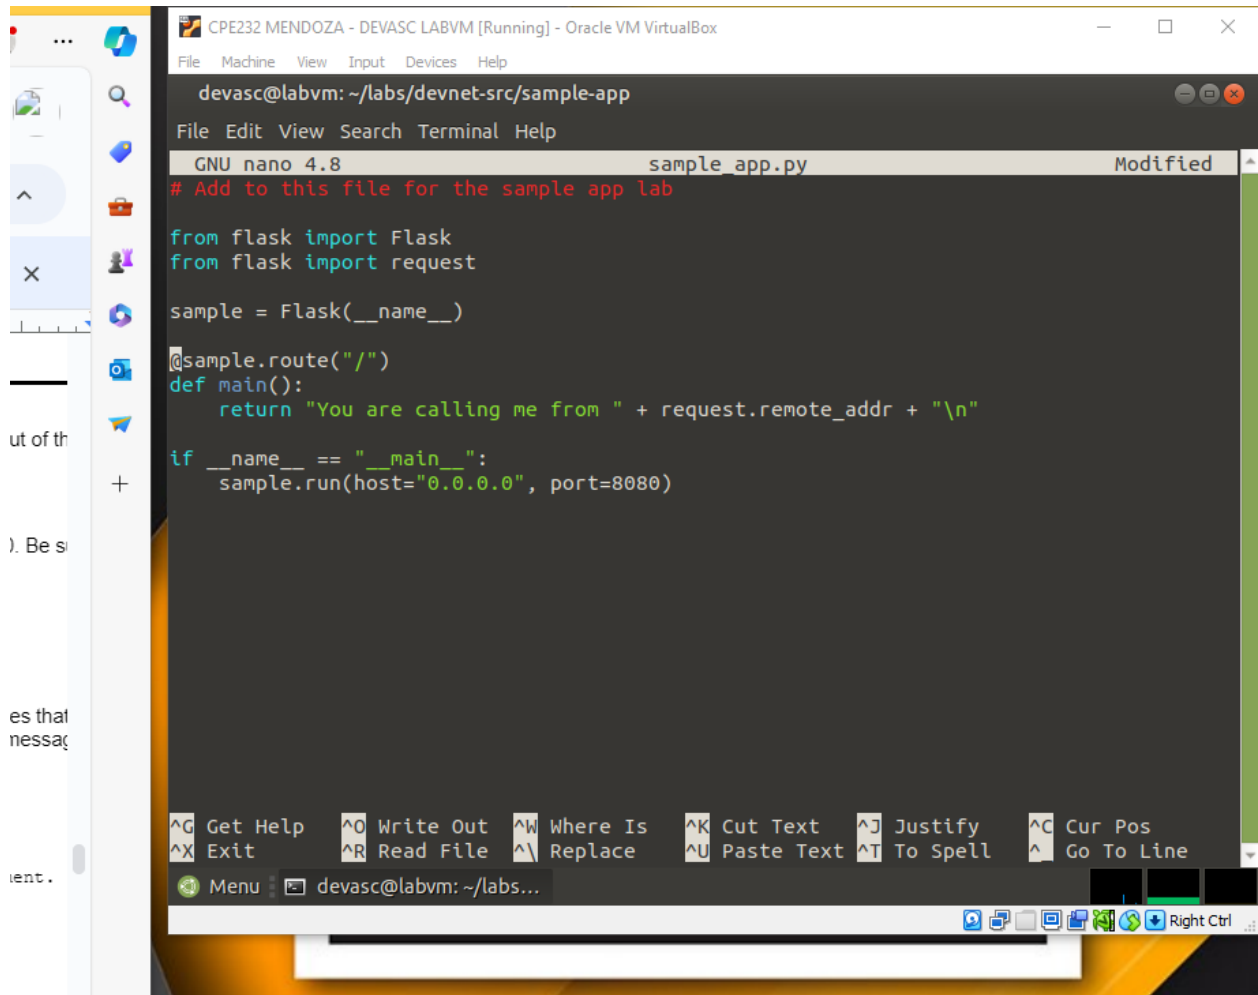 CPE232 MENDOZA - DEVASC LABVM [Running] - Oracle VM VirtualBox
File Machine View Input Devices Help
devasc@labvm: ~/labs/devnet-src/sample-app
File Edit View Search Terminal Help
GNU nano 4.8 sample_app.py Modified
# Add to this file for the sample app lab
from flask import Flask
from flask import request
sample = Flask(__name__)
@sample.route("/")
def main():
    return "You are calling me from " + request.remote_addr + "\n"
if __name__ == "__main__":
    sample.run(host="0.0.0.0", port=8080)
^G Get Help ^O Write Out ^W Where Is ^K Cut Text ^J Justify ^C Cur Pos
^X Exit ^R Read File ^\ Replace ^U Paste Text ^T To Spell ^_ Go To Line
Menu devasc@labvm: ~/labs...
Right Ctrl
ut of th
). Be su
es that